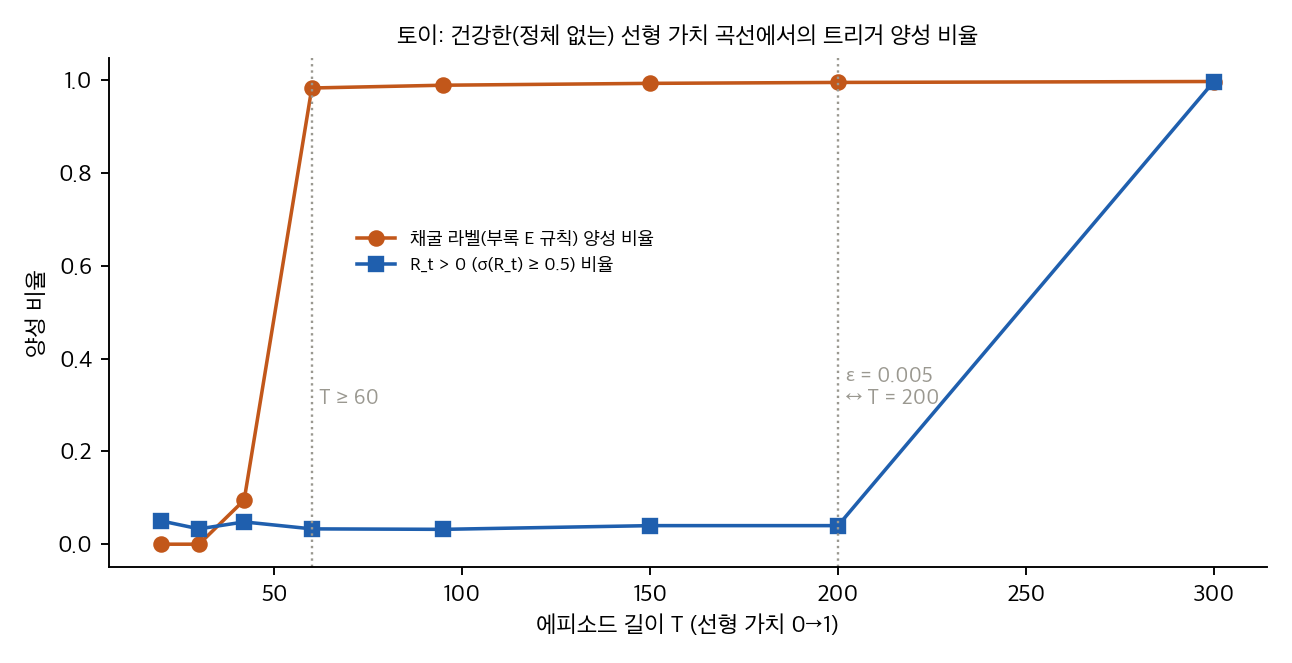 토이: 건강한(정체 없는) 선형 가치 곡선에서의 트리거 양성 비율
양성 비율
1.0
0.8
0.6
0.4
0.2
0.0
채굴 라벨(부록 E 규칙) 양성 비율
R_t > 0 (σ(R_t) ≥ 0.5) 비율
T ≥ 60
ε = 0.005
↔ T = 200
50
100
150
200
250
300
에피소드 길이 T (선형 가치 0→1)